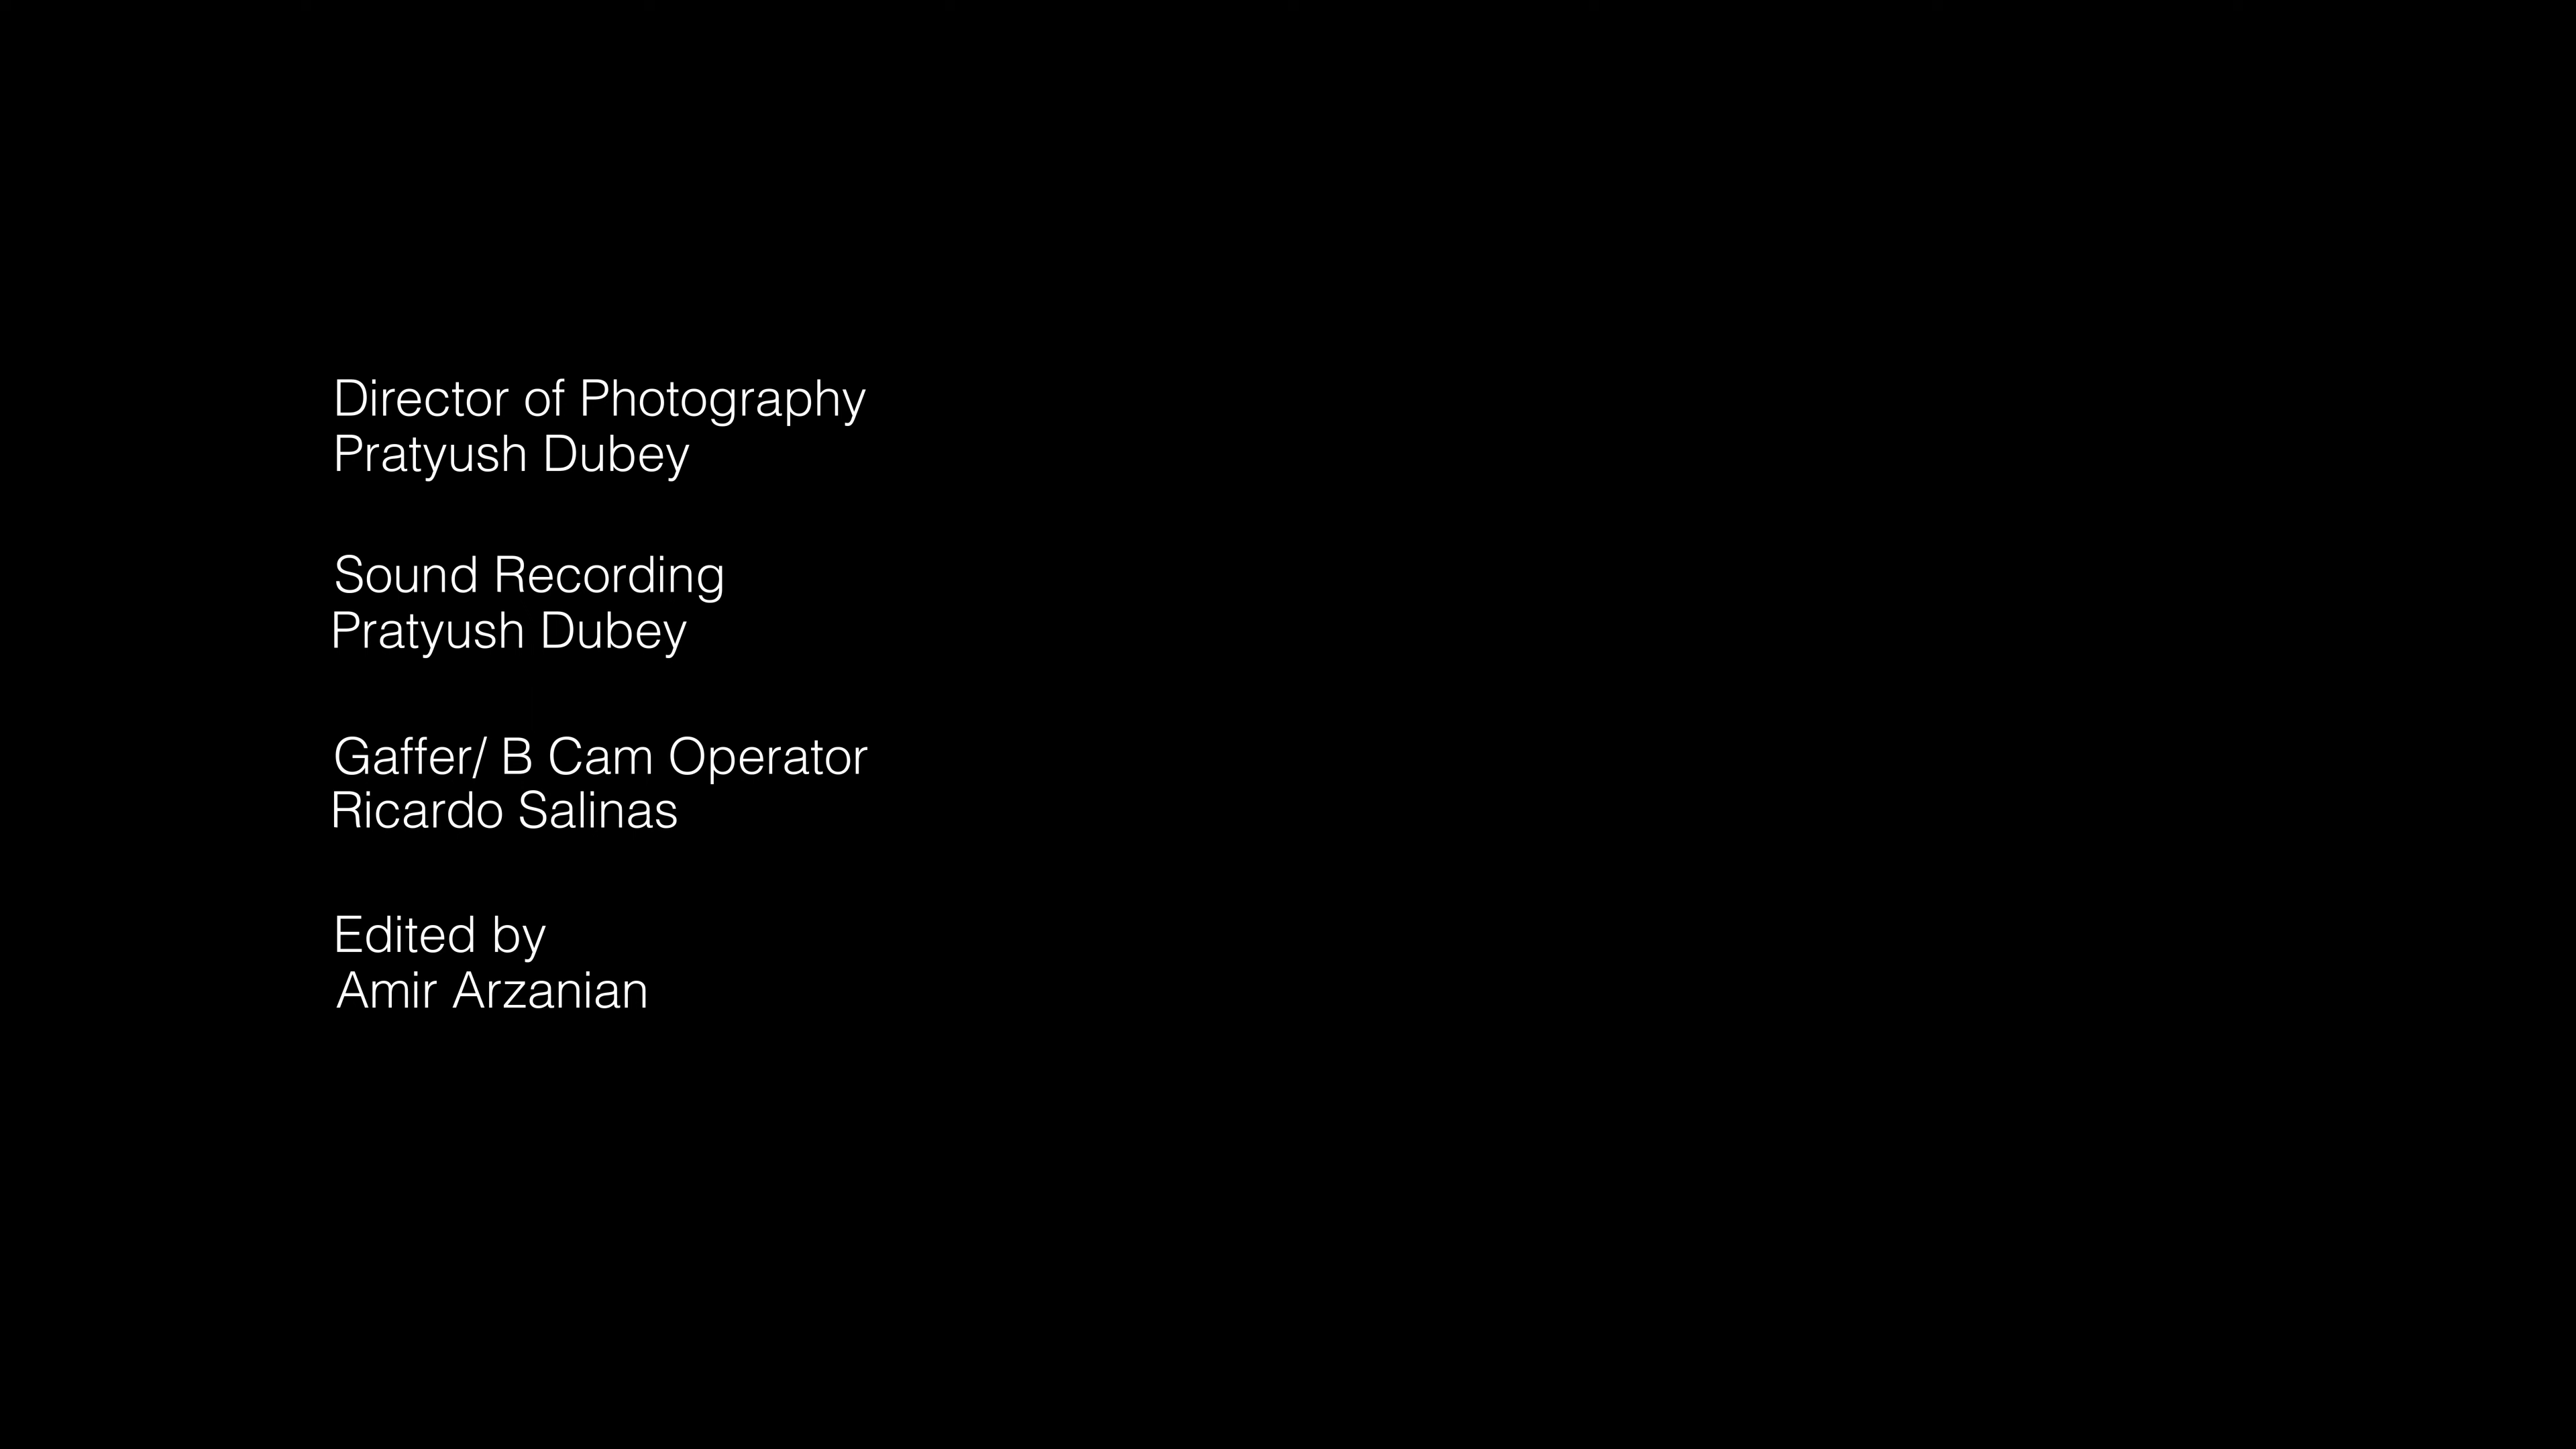 Director of Photography
Pratyush Dubey
Sound Recording
Pratyush Dubey
Gaffer/ B Cam Operator
Ricardo Salinas
Edited by
Amir Arzanian